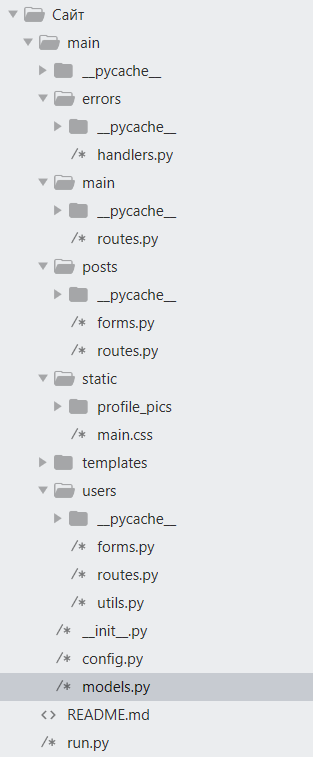 Сайт
main
__pycache__
errors
__pycache__
/* handlers.py
main
__pycache__
/* routes.py
posts
__pycache__
/* forms.py
/* routes.py
static
profile_pics
/* main.css
templates
users
__pycache__
/* forms.py
/* routes.py
/* utils.py
/* __init__.py
/* config.py
/* models.py
<> README.md
/* run.py